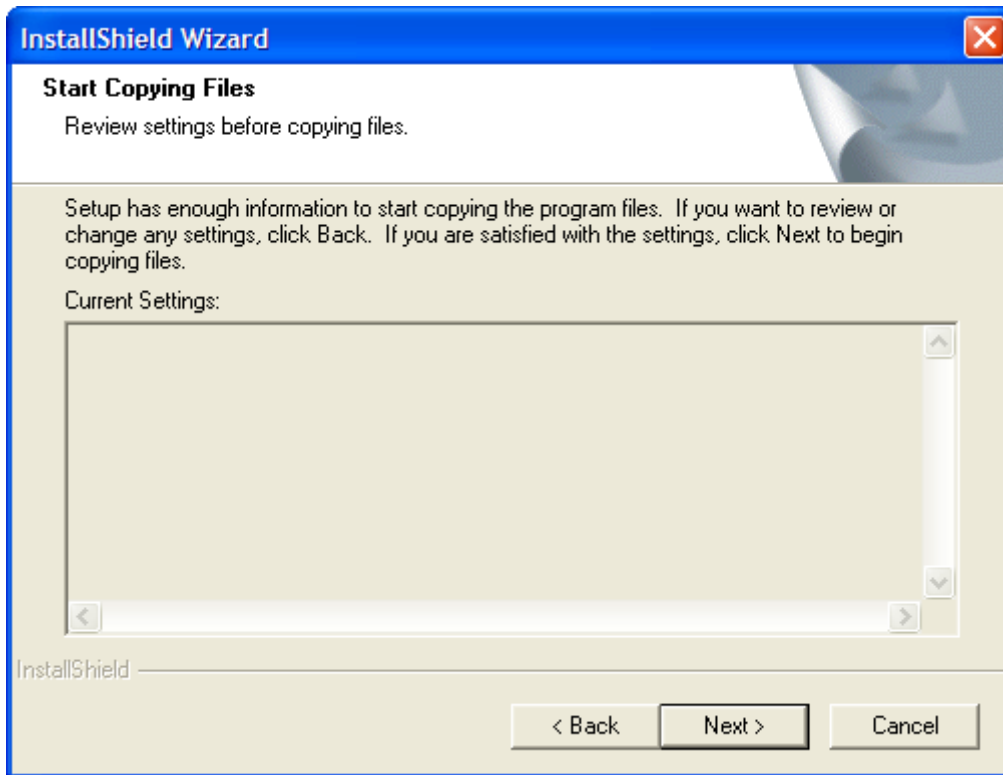 InstallShield Wizard
Start Copying Files
Review settings before copying files.
Setup has enough information to start copying the program files.  If you want to review or
change any settings, click Back.  If you are satisfied with the settings, click Next to begin
copying files.
Current Settings:
InstallShield
< Back
Next >
Cancel